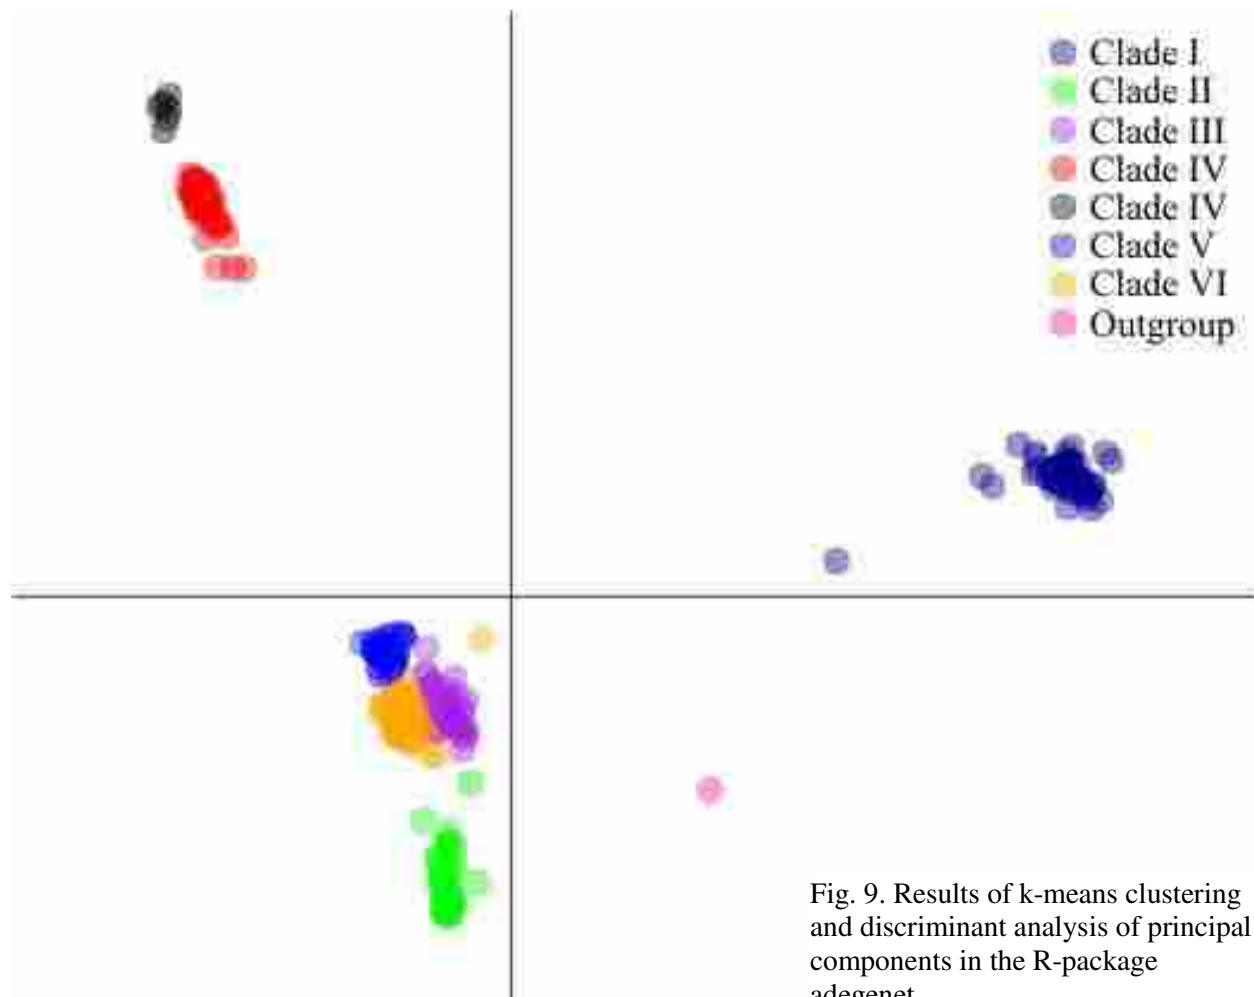 Clade I
Clade II
Clade III
Clade IV
Clade IV
Clade V
Clade VI
Outgroup
Fig. 9. Results of k-means clustering
and discriminant analysis of principal
components in the R-package
adegenet